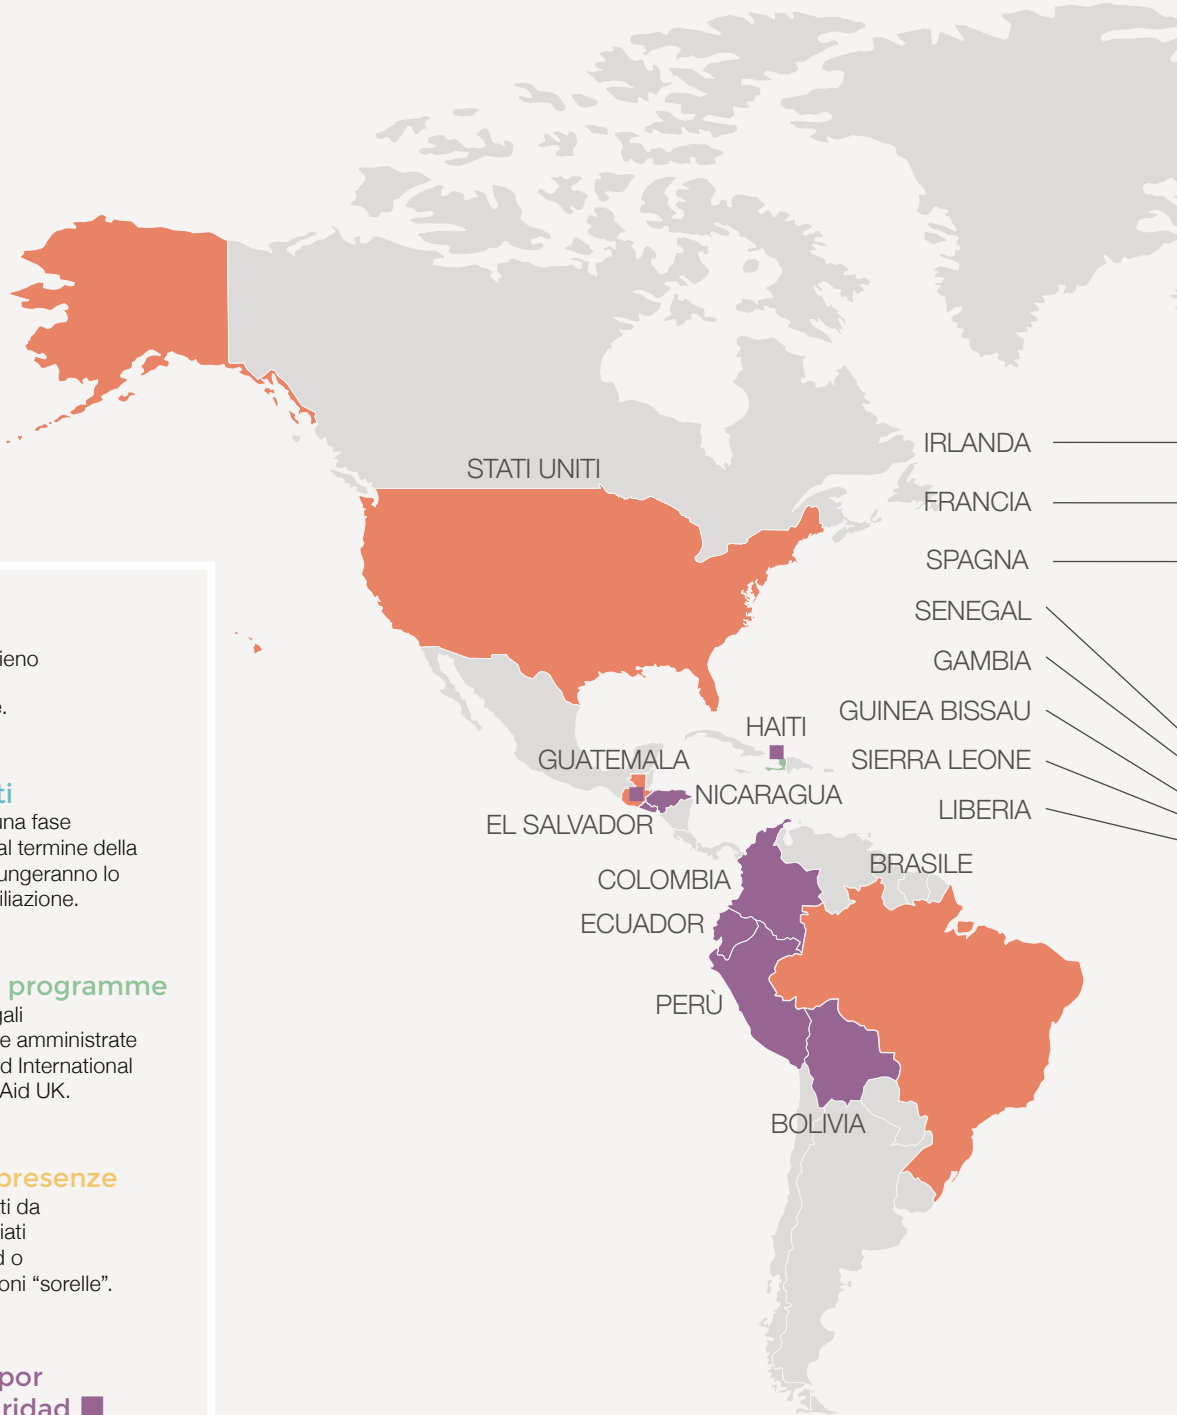 STATI UNITI
IRLANDA
FRANCIA
SPAGNA
SENEGAL
GAMBIA
GUINEA BISSAU
SIERRA LEONE
LIBERIA
HAITI
GUATEMALA
NICARAGUA
EL SALVADOR
COLOMBIA
ECUADOR
PERÙ
BRASILE
BOLIVIA
ieno
e.
ti
una fase
al termine della
ungeranno lo
iliazione.
programme
gali
e amministrate
d International
Aid UK.
presenze
ti da
iati
d o
oni “sorelle”.
por
ridad